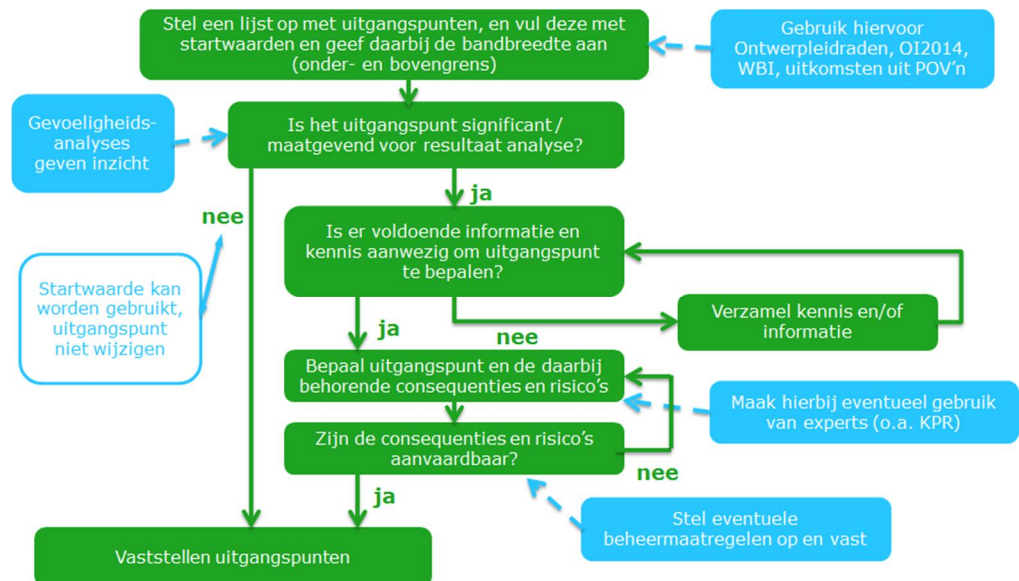 Stel een lijst op met uitgangspunten, en vul deze met
startwaarden en geef daarbij de bandbreedte aan
(onder- en bovengrens)
Gebruik hiervoor
Ontwerpleidraden, OI2014,
WBI, uitkomsten uit POV’n
Gevoeligheids-
analyses
geven inzicht
Is het uitgangspunt significant /
maatgevend voor resultaat analyse?
nee
ja
Is er voldoende informatie en
kennis aanwezig om uitgangspunt
te bepalen?
Startwaarde kan
worden gebruikt,
uitgangspunt
niet wijzigen
Verzamel kennis en/of
informatie
ja
nee
Bepaal uitgangspunt en de daarbij
behorende consequenties en risico’s
Maak hierbij eventueel gebruik
van experts (o.a. KPR)
Zijn de consequenties en risico’s
aanvaardbaar?
nee
ja
Stel eventuele
beheermaatregelen op en vast
Vaststellen uitgangspunten